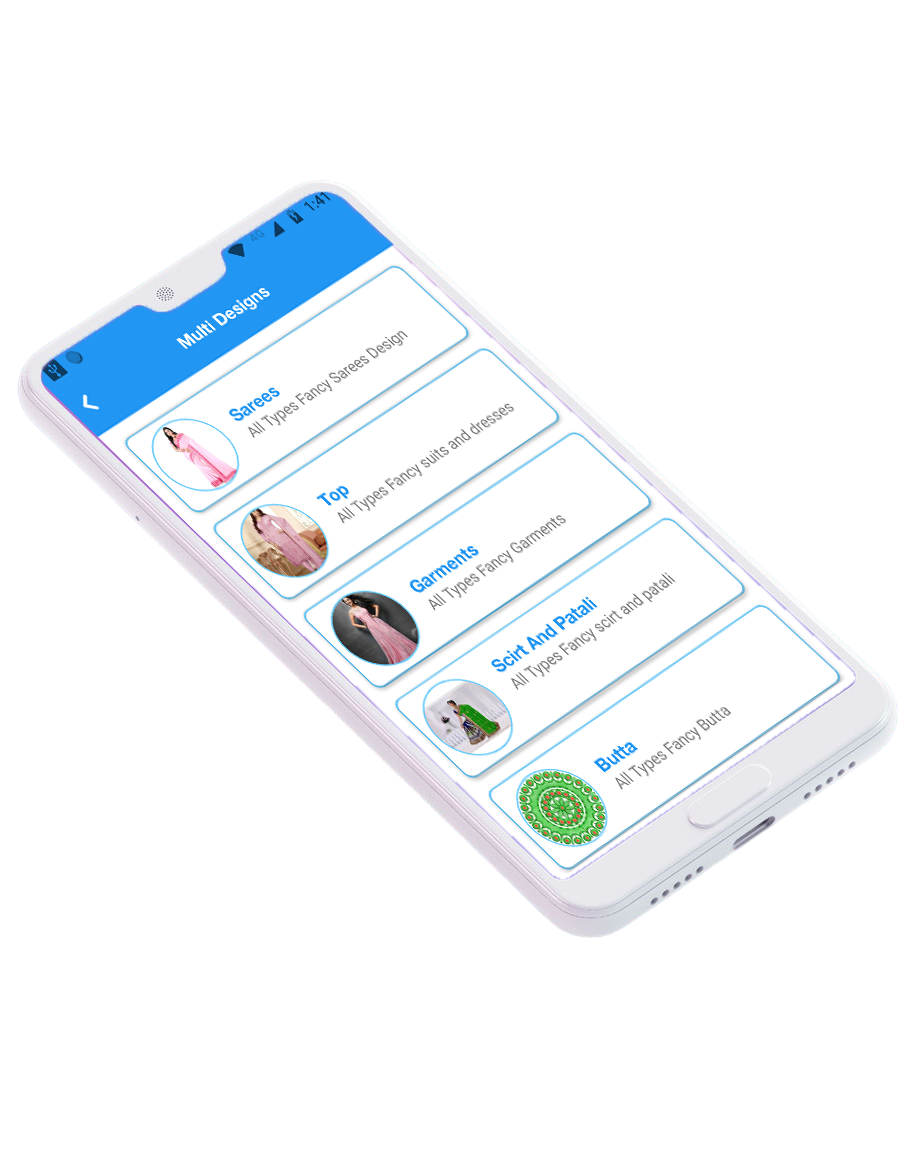 4G 1:41
Multi Designs
Sarees
All Types Fancy Sarees Design
Top
All Types Fancy suits and dresses
Garments
All Types Fancy Garments
Scirt And Patali
All Types Fancy scirt and patali
Butta
All Types Fancy Butta